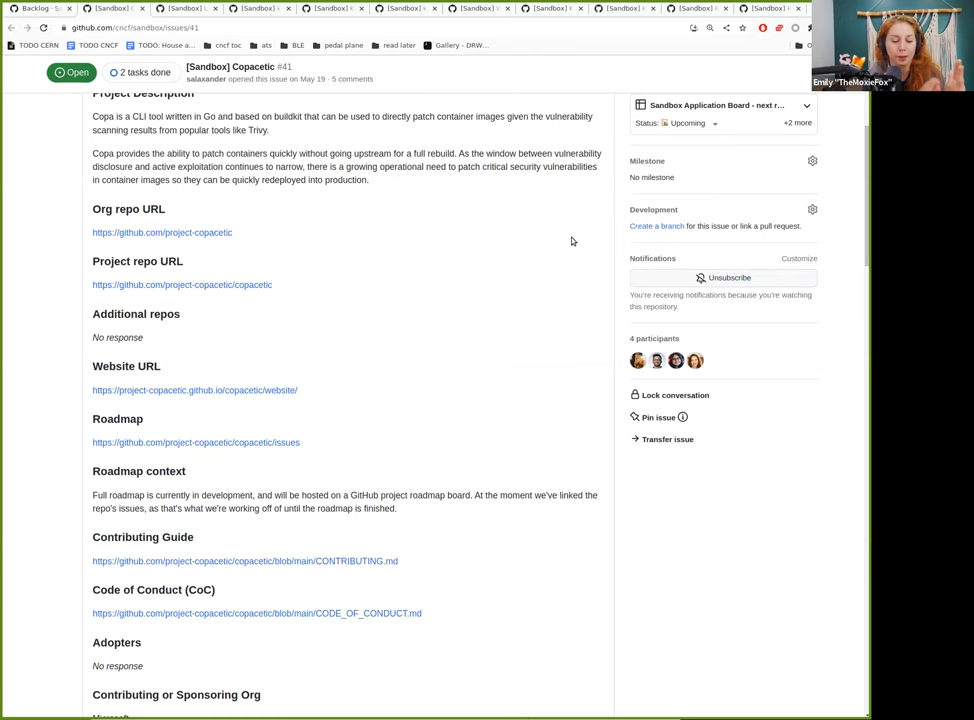 Backlog - S
[Sandbox] C
[Sandbox] L
[Sandbox]
[Sandbox] K
[Sandbox]
[Sandbox] V
[Sandbox]
[Sandbox]
[Sandbox] K
[Sandbox]
github.com/cncf/sandbox/issues/41
TODO CERN
TODO CNCF
TODO: House a...
cncf toc
ats
BLE
pedal plane
read later
Gallery - DRW...
Emily "TheMoxieFox"
Open
2 tasks done
[Sandbox] Copacetic #41
salaxander opened this issue on May 19 · 5 comments
Project Description
Copa is a CLI tool written in Go and based on buildkit that can be used to directly patch container images given the vulnerability
scanning results from popular tools like Trivy.
Copa provides the ability to patch containers quickly without going upstream for a full rebuild. As the window between vulnerability
disclosure and active exploitation continues to narrow, there is a growing operational need to patch critical security vulnerabilities
in container images so they can be quickly redeployed into production.
Org repo URL
https://github.com/project-copacetic
Project repo URL
https://github.com/project-copacetic/copacetic
Additional repos
No response
Website URL
https://project-copacetic.github.io/copacetic/website/
Roadmap
https://github.com/project-copacetic/copacetic/issues
Roadmap context
Full roadmap is currently in development, and will be hosted on a GitHub project roadmap board. At the moment we've linked the
repo's issues, as that's what we're working off of until the roadmap is finished.
Contributing Guide
https://github.com/project-copacetic/copacetic/blob/main/CONTRIBUTING.md
Code of Conduct (CoC)
https://github.com/project-copacetic/copacetic/blob/main/CODE_OF_CONDUCT.md
Adopters
No response
Contributing or Sponsoring Org
Microsoft
Sandbox Application Board - next r...
Status: Upcoming
+2 more
Milestone
No milestone
Development
Create a branch for this issue or link a pull request.
Notifications
Customize
Unsubscribe
You're receiving notifications because you're watching
this repository.
4 participants
Lock conversation
Pin issue
Transfer issue